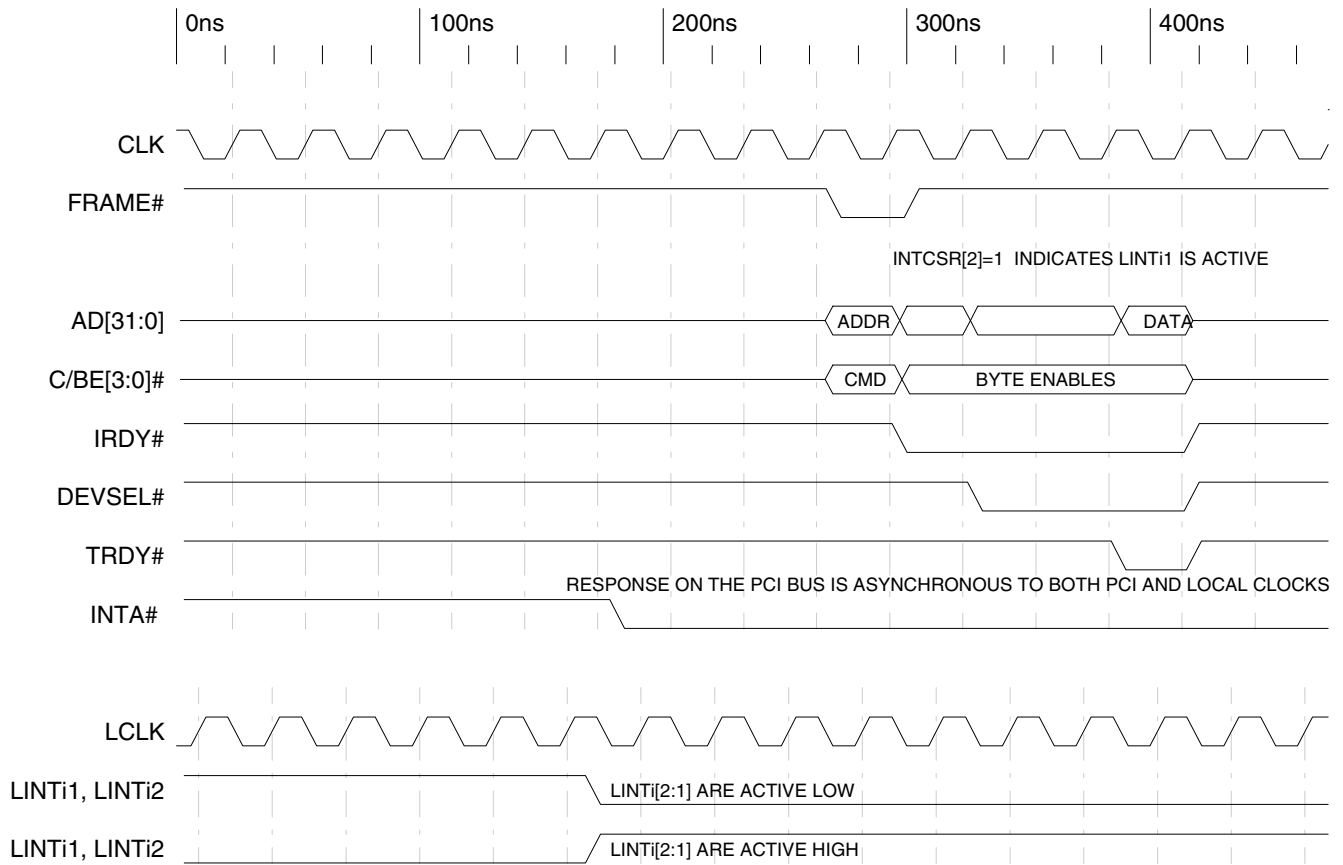 0ns 100ns 200ns 300ns 400ns
CLK
FRAME#
INTCSR[2]=1 INDICATES LINTi1 IS ACTIVE
AD[31:0] ADDR DATA
C/BE[3:0]# CMD BYTE ENABLES
IRDY#
DEVSEL#
TRDY#
RESPONSE ON THE PCI BUS IS ASYNCHRONOUS TO BOTH PCI AND LOCAL CLOCKS
INTA#
LCLK
LINTi1, LINTi2 LINTi[2:1] ARE ACTIVE LOW
LINTi1, LINTi2 LINTi[2:1] ARE ACTIVE HIGH